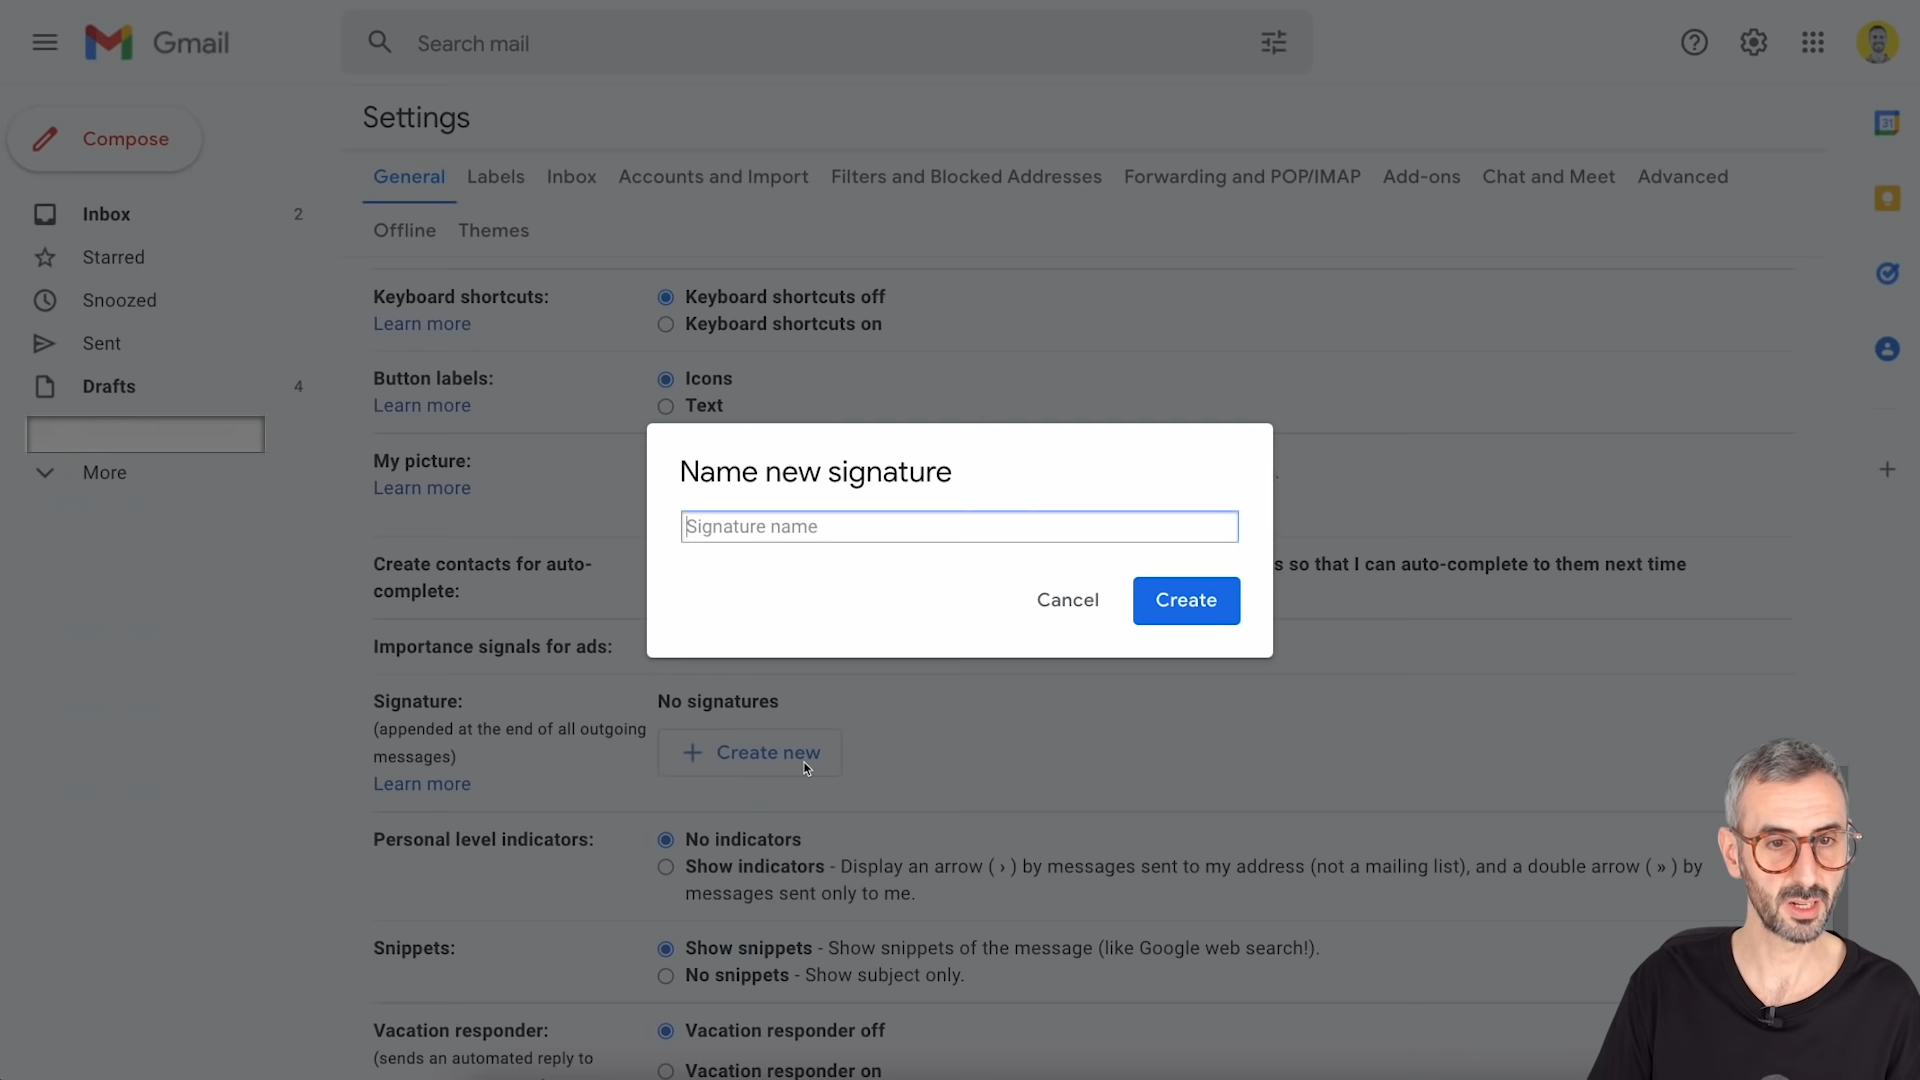 Gmail
Search mail
Compose
Inbox 2
Starred
Snoozed
Sent
Drafts 4
More
Settings
General Labels Inbox Accounts and Import Filters and Blocked Addresses Forwarding and POP/IMAP Add-ons Chat and Meet Advanced
Offline Themes
Keyboard shortcuts:
Learn more
Keyboard shortcuts off
Keyboard shortcuts on
Button labels:
Learn more
Icons
Text
My picture:
Learn more
.
Create contacts for auto-
complete:
s so that I can auto-complete to them next time
Importance signals for ads:
Name new signature
Signature name
Cancel Create
Signature:
(appended at the end of all outgoing
messages)
Learn more
No signatures
+ Create new
Personal level indicators:
No indicators
Show indicators - Display an arrow ( › ) by messages sent to my address (not a mailing list), and a double arrow ( » ) by
messages sent only to me.
Snippets:
Show snippets - Show snippets of the message (like Google web search!).
No snippets - Show subject only.
Vacation responder:
(sends an automated reply to
Vacation responder off
Vacation responder on
31